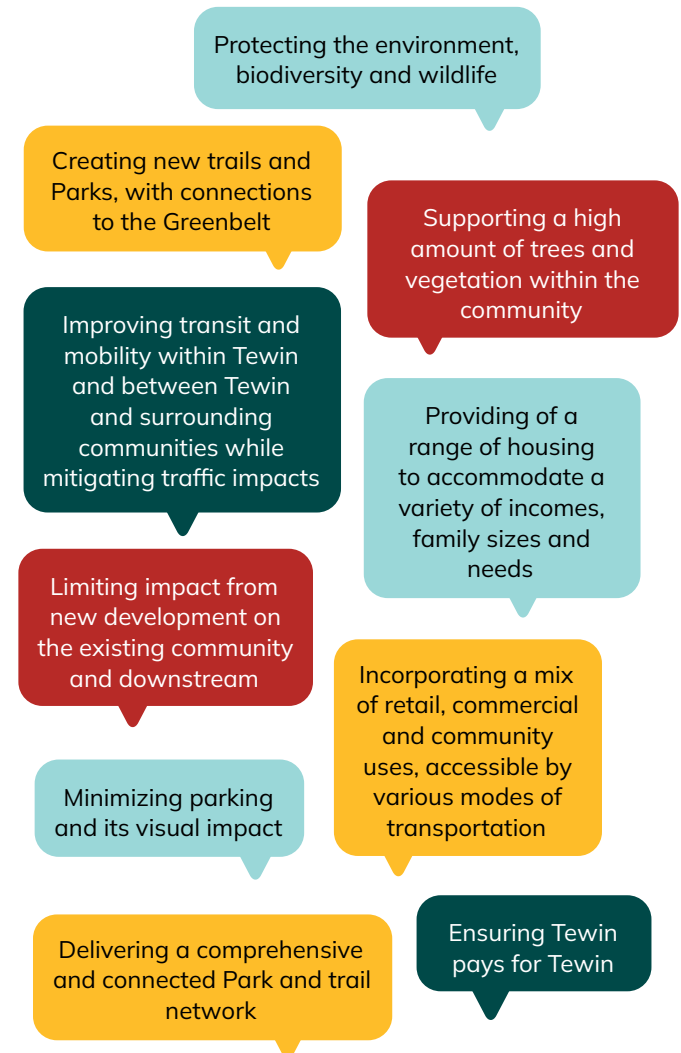 Protecting the environment,
biodiversity and wildlife
Creating new trails and
Parks, with connections
to the Greenbelt
Supporting a high
amount of trees and
vegetation within the
community
Improving transit and
mobility within Tewin
and between Tewin
and surrounding
communities while
mitigating traffic impacts
Providing of a
range of housing
to accommodate a
variety of incomes,
family sizes and
needs
Limiting impact from
new development on
the existing community
and downstream
Incorporating a mix
of retail, commercial
and community
uses, accessible by
various modes of
transportation
Minimizing parking
and its visual impact
Ensuring Tewin
pays for Tewin
Delivering a comprehensive
and connected Park and trail
network